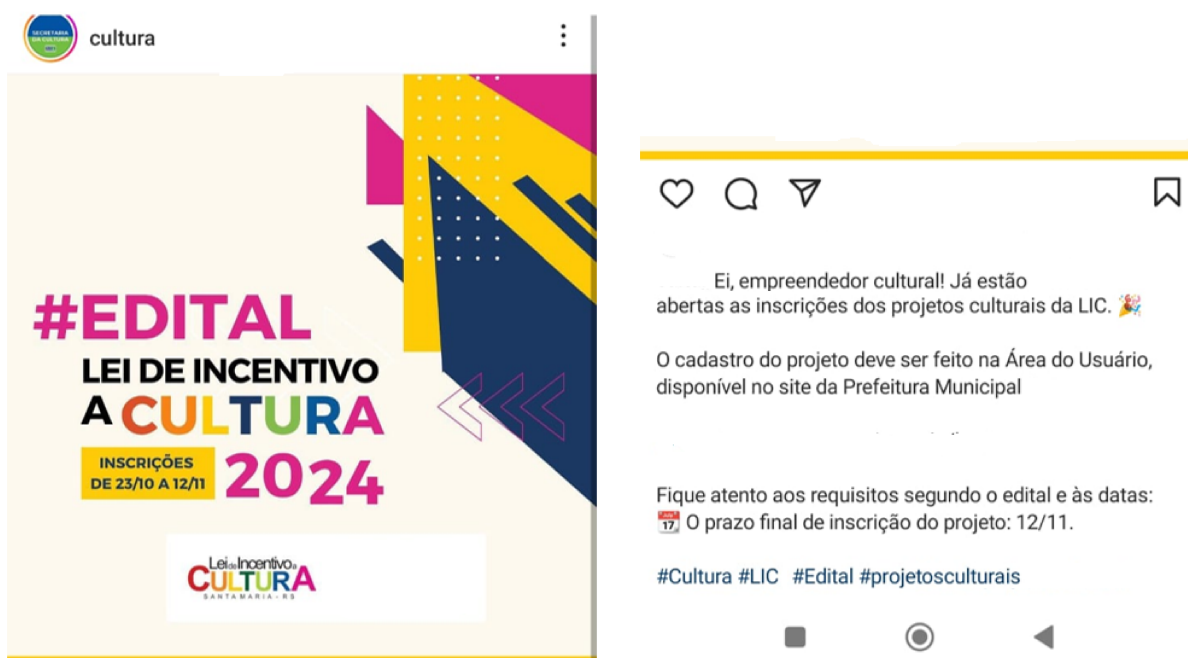 SECRETARIA
DA CULTURA
cultura
#EDITAL
LEI DE INCENTIVO
A CULTURA
INSCRIÇÕES
DE 23/10 A 12/11
2024
Lei de Incentivo a
CULTURA
SANTA MARIA - RS
Ei, empreendedor cultural! Já estão
abertas as inscrições dos projetos culturais da LIC. 🎉
O cadastro do projeto deve ser feito na Área do Usuário,
disponível no site da Prefeitura Municipal
Fique atento aos requisitos segundo o edital e às datas:
📅 O prazo final de inscrição do projeto: 12/11.
#Cultura #LIC #Edital #projetosculturais